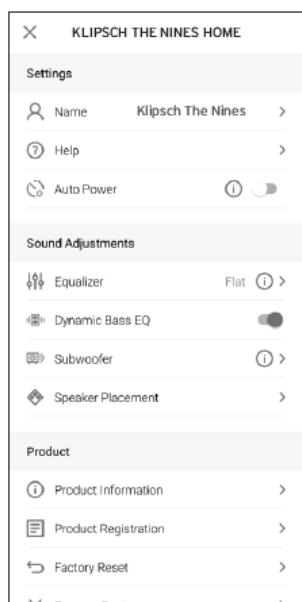 KLIPSCH THE NINES HOME
Settings
Name Klipsch The Nines
Help
Auto Power
Sound Adjustments
Equalizer Flat
Dynamic Bass EQ
Subwoofer
Speaker Placement
Product
Product Information
Product Registration
Factory Reset